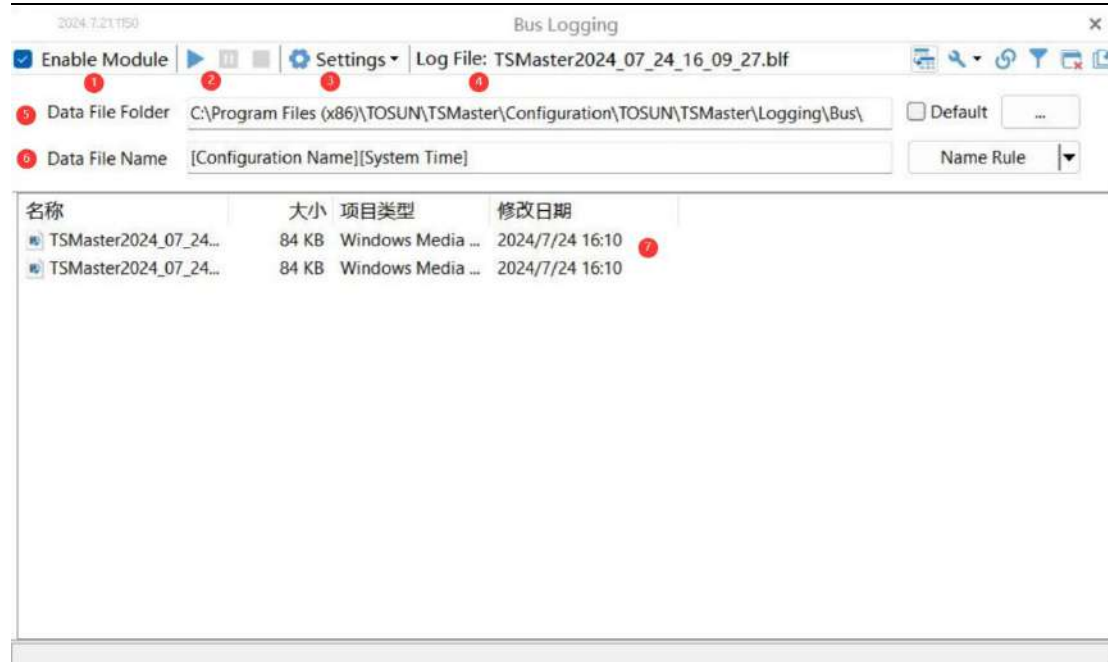 2024.7.21.1150
Bus Logging
Enable Module
Settings
Log File: TSMaster2024_07_24_16_09_27.blf
1
2
3
4
5 Data File Folder C:\Program Files (x86)\TOSUN\TSMaster\Configuration\TOSUN\TSMaster\Logging\Bus\ Default ...
6 Data File Name [Configuration Name][System Time] Name Rule
名称 大小 项目类型 修改日期
TSMaster2024_07_24... 84 KB Windows Media ... 2024/7/24 16:10 7
TSMaster2024_07_24... 84 KB Windows Media ... 2024/7/24 16:10